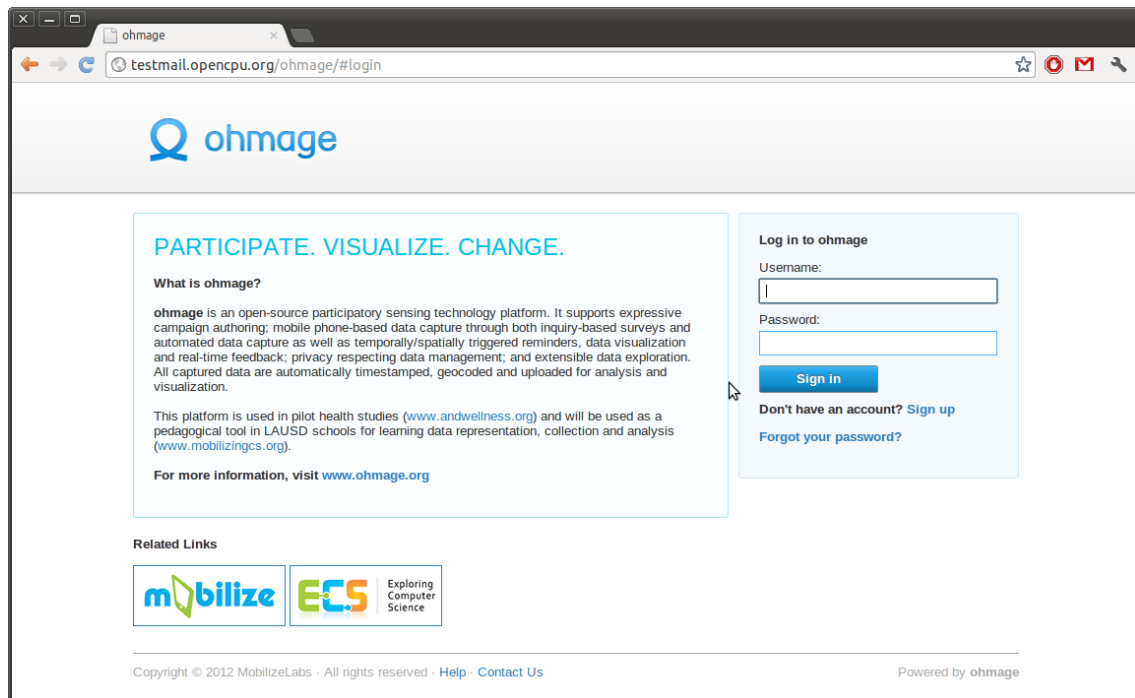 ohmage
testmail.opencpu.org/ohmage/#login
ohmage
PARTICIPATE. VISUALIZE. CHANGE.
What is ohmage?
ohmage is an open-source participatory sensing technology platform. It supports expressive
campaign authoring; mobile phone-based data capture through both inquiry-based surveys and
automated data capture as well as temporally/spatially triggered reminders, data visualization
and real-time feedback; privacy respecting data management; and extensible data exploration.
All captured data are automatically timestamped, geocoded and uploaded for analysis and
visualization.
This platform is used in pilot health studies (www.andwellness.org) and will be used as a
pedagogical tool in LAUSD schools for learning data representation, collection and analysis
(www.mobilizingcs.org).
For more information, visit www.ohmage.org
Log in to ohmage
Username:
Password:
Sign in
Don't have an account? Sign up
Forgot your password?
Related Links
mobilize
ECS
Exploring
Computer
Science
Copyright © 2012 MobilizeLabs · All rights reserved · Help · Contact Us
Powered by ohmage